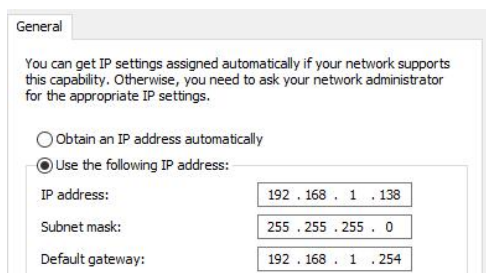 General
You can get IP settings assigned automatically if your network supports
this capability. Otherwise, you need to ask your network administrator
for the appropriate IP settings.
Obtain an IP address automatically
Use the following IP address:
IP address: 192 . 168 . 1 . 138
Subnet mask: 255 . 255 . 255 . 0
Default gateway: 192 . 168 . 1 . 254